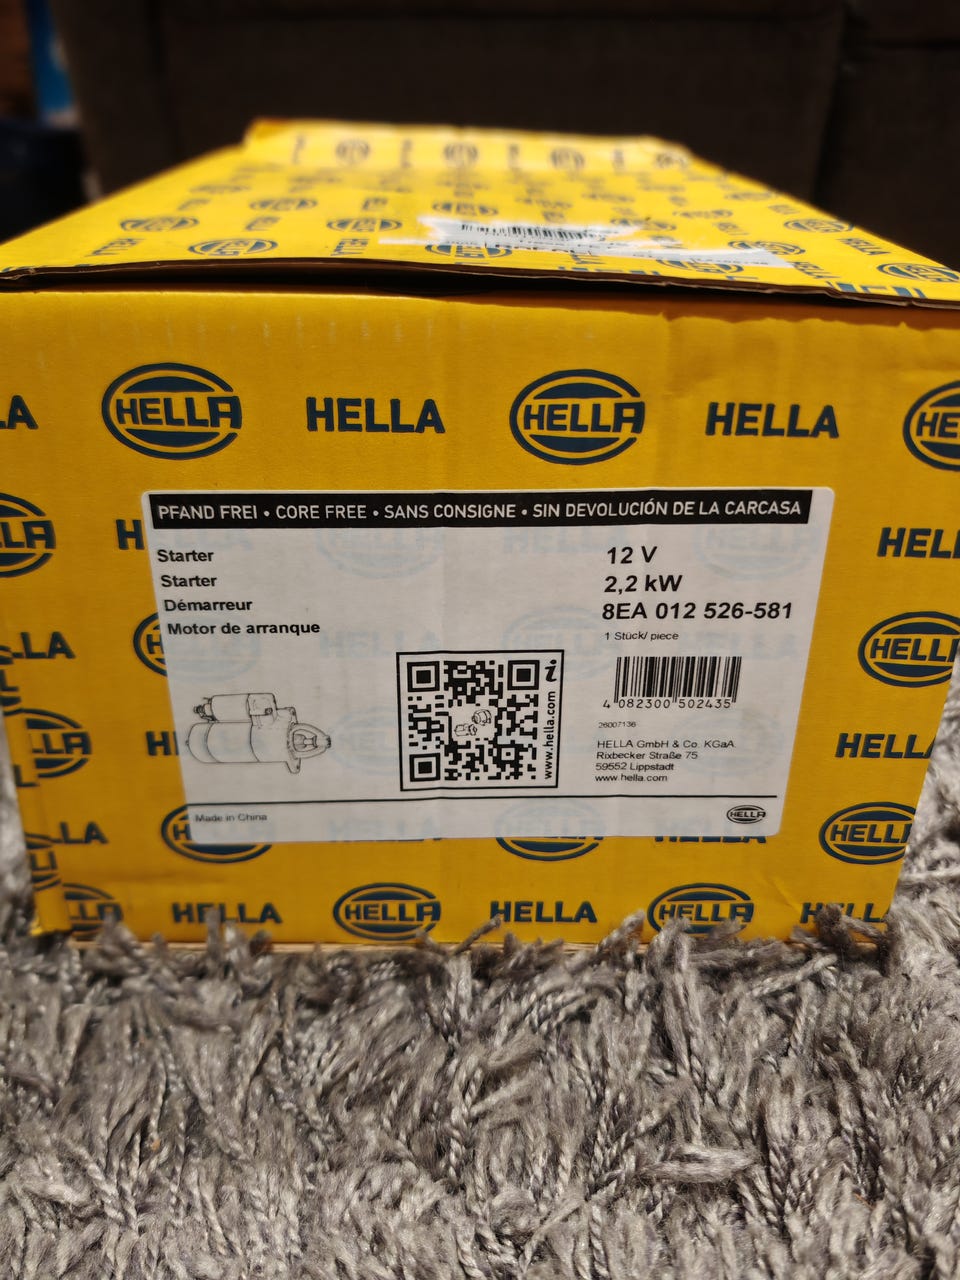 HELLA HELLA HELLA HELLA
PFAND FREI • CORE FREE • SANS CONSIGNE • SIN DEVOLUCIÓN DE LA CARCASA
Starter
Starter
Démarreur
Motor de arranque
12 V
2,2 kW
8EA 012 526-581
1 Stück/ piece
i
www.hella.com
4 082300 502435
26007136
HELLA GmbH & Co. KGaA
Rixbecker Straße 75
59552 Lippstadt
www.hella.com
Made in China
HELLA
HELLA
HELLA
HELLA HELLA HELLA HELLA